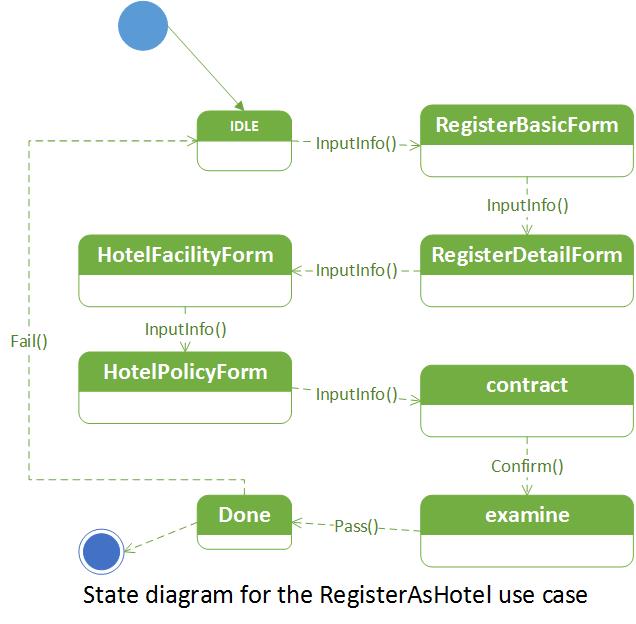 IDLE
InputInfo()
RegisterBasicForm
InputInfo()
HotelFacilityForm
InputInfo()
RegisterDetailForm
InputInfo()
Fail()
HotelPolicyForm
InputInfo()
contract
Confirm()
Done
Pass()
examine
State diagram for the RegisterAsHotel use case